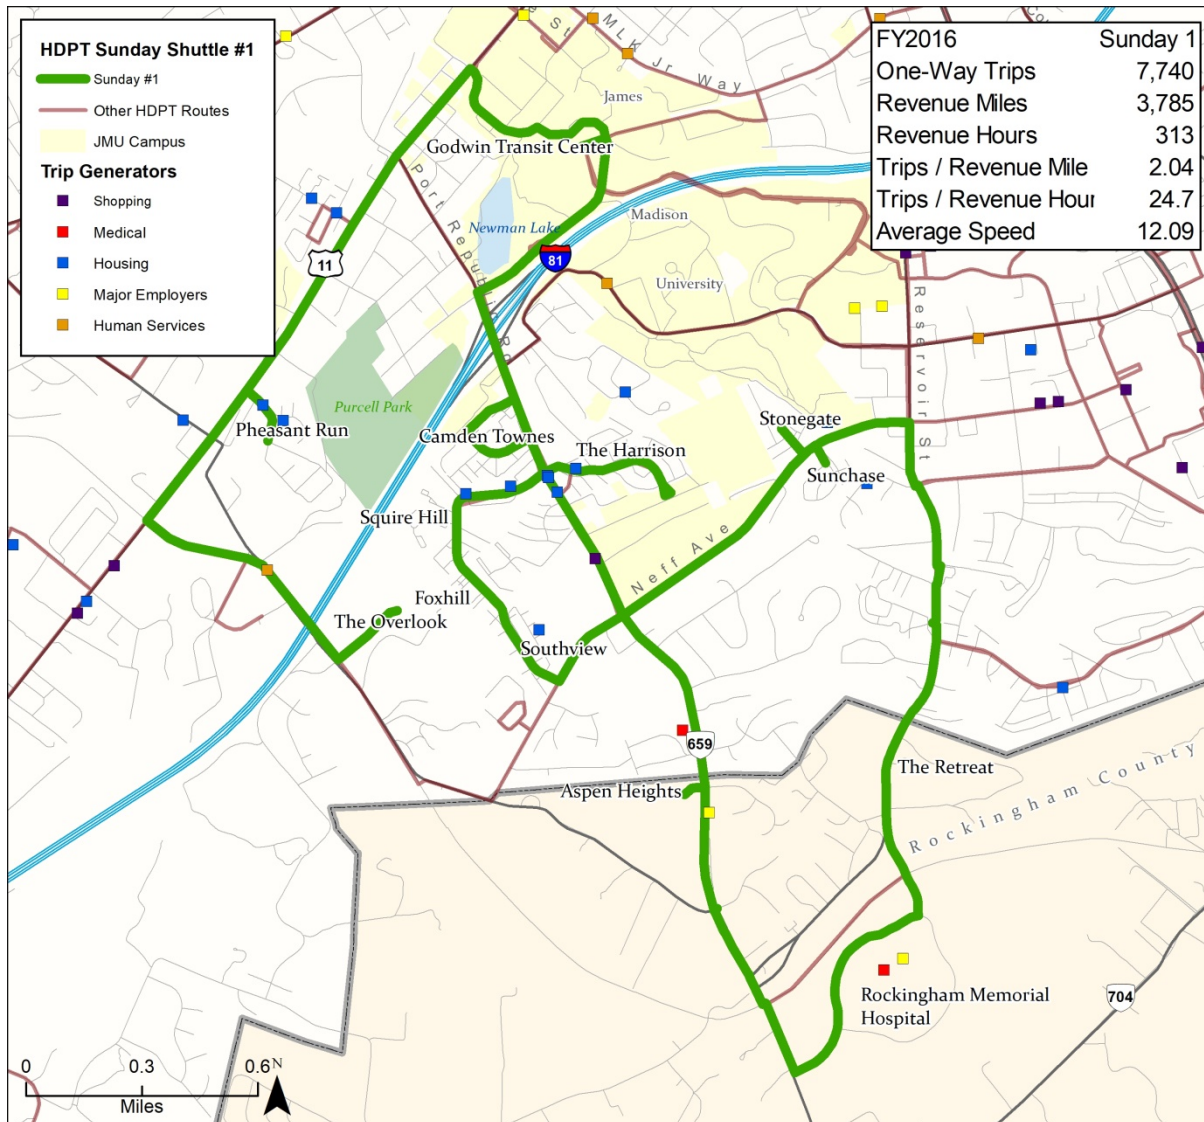 HDPT Sunday Shuttle #1
Sunday #1
Other HDPT Routes
JMU Campus
Trip Generators
Shopping
Medical
Housing
Major Employers
Human Services
FY2016 Sunday 1
One-Way Trips 7,740
Revenue Miles 3,785
Revenue Hours 313
Trips / Revenue Mile 2.04
Trips / Revenue Hour 24.7
Average Speed 12.09
e St
MLK Jr. Way
James
Godwin Transit Center
Port Republic Rd
Newman Lake
Madison
81
11
University
Reservoir St
Purcell Park
Pheasant Run
Camden Townes
Stonegate
The Harrison
Sunchase
Squire Hill
Neff Ave
Foxhill
The Overlook
Southview
659
The Retreat
Aspen Heights
Rockingham County
Rockingham Memorial
Hospital
704
0 0.3 0.6
Miles
N